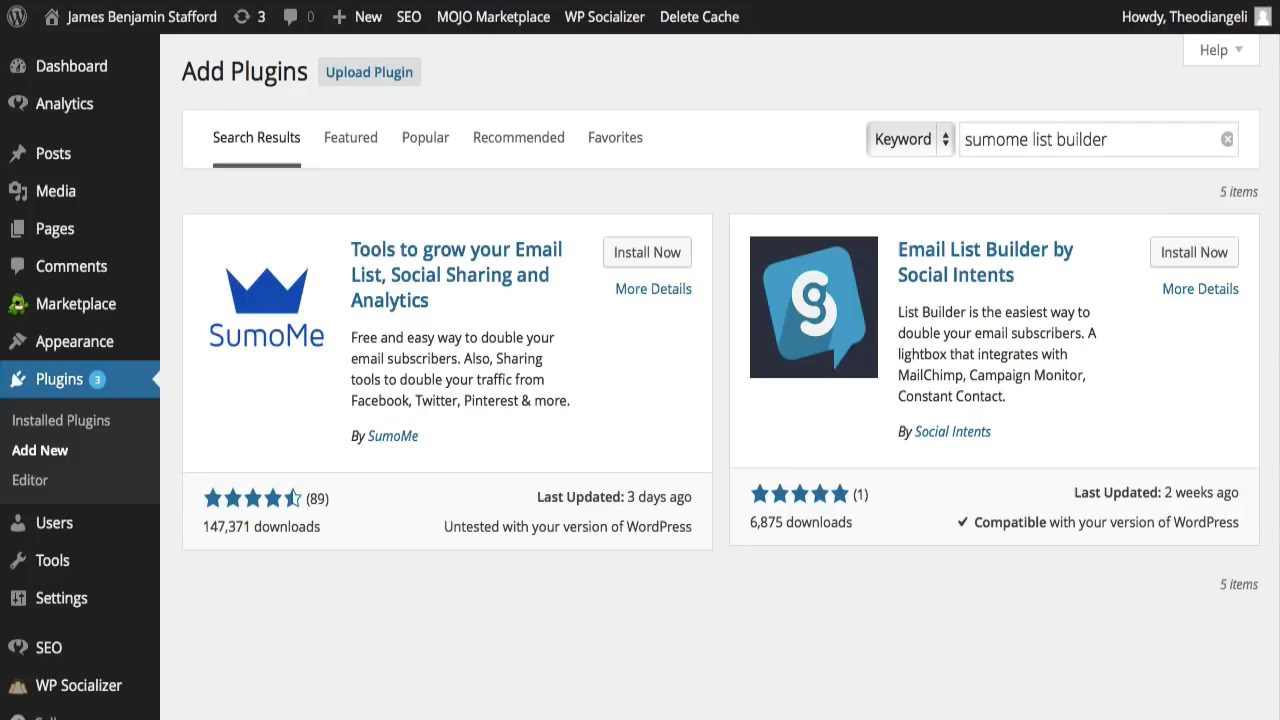 James Benjamin Stafford
3
0
New
SEO
MOJO Marketplace
WP Socializer
Delete Cache
Howdy, Theodiangeli
Dashboard
Analytics
Posts
Media
Pages
Comments
Marketplace
Appearance
Plugins 3
Installed Plugins
Add New
Editor
Users
Tools
Settings
SEO
WP Socializer
Help
Add Plugins
Upload Plugin
Search Results
Featured
Popular
Recommended
Favorites
Keyword
sumome list builder
5 items
SumoMe
Tools to grow your Email
List, Social Sharing and
Analytics
Install Now
More Details
Free and easy way to double your
email subscribers. Also, Sharing
tools to double your traffic from
Facebook, Twitter, Pinterest & more.
By SumoMe
(89)
147,371 downloads
Last Updated: 3 days ago
Untested with your version of WordPress
Email List Builder by
Social Intents
Install Now
More Details
List Builder is the easiest way to
double your email subscribers. A
lightbox that integrates with
MailChimp, Campaign Monitor,
Constant Contact.
By Social Intents
(1)
6,875 downloads
Last Updated: 2 weeks ago
✔ Compatible with your version of WordPress
5 items